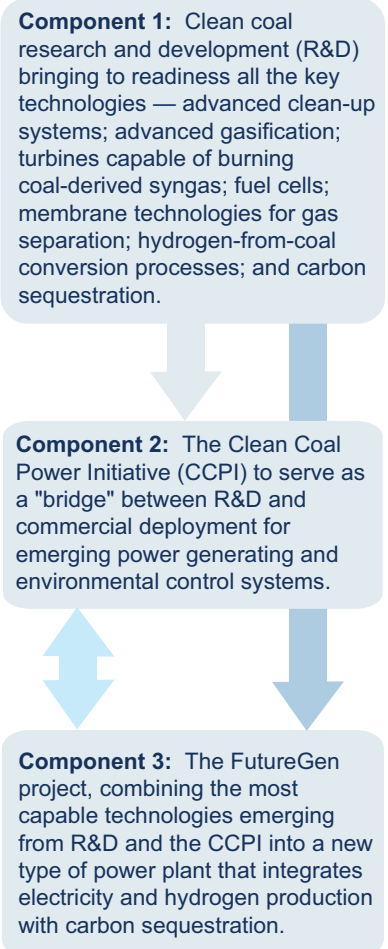 Component 1:  Clean coal
research and development (R&D)
bringing to readiness all the key
technologies — advanced clean-up
systems; advanced gasification;
turbines capable of burning
coal-derived syngas; fuel cells;
membrane technologies for gas
separation; hydrogen-from-coal
conversion processes; and carbon
sequestration.
Component 2:  The Clean Coal
Power Initiative (CCPI) to serve as
a "bridge" between R&D and
commercial deployment for
emerging power generating and
environmental control systems.
Component 3:  The FutureGen
project, combining the most
capable technologies emerging
from R&D and the CCPI into a new
type of power plant that integrates
electricity and hydrogen production
with carbon sequestration.